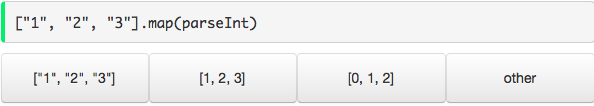 ["1", "2", "3"].map(parseInt)
["1", "2", "3"] [1, 2, 3] [0, 1, 2] other